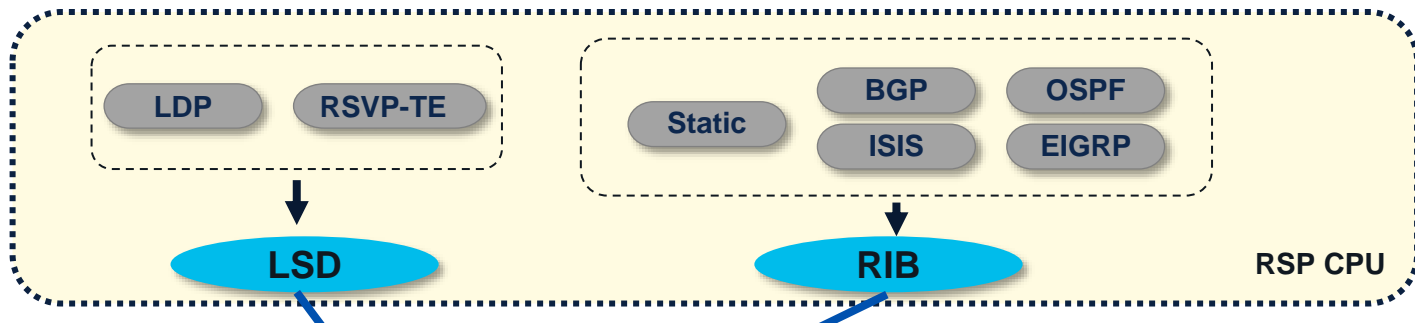 LDP
RSVP-TE
Static
BGP
OSPF
ISIS
EIGRP
LSD
RIB
RSP CPU